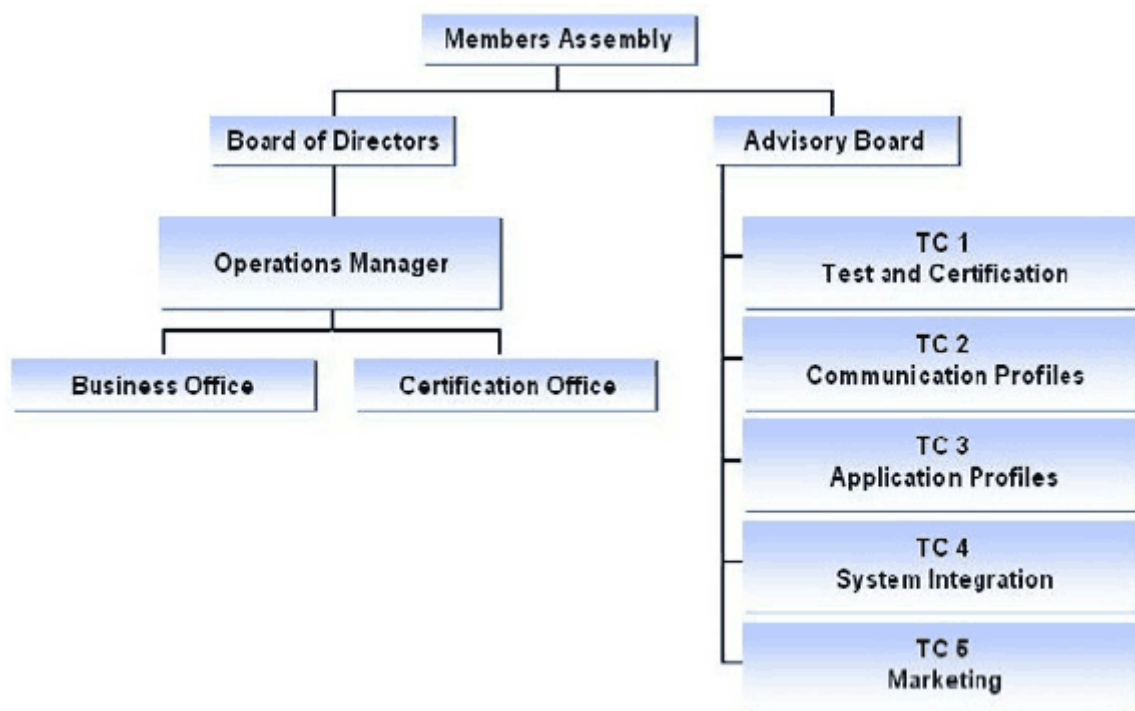 Members Assembly
Board of Directors
Advisory Board
Operations Manager
Business Office
Certification Office
TC 1
Test and Certification
TC 2
Communication Profiles
TC 3
Application Profiles
TC 4
System Integration
TC 5
Marketing